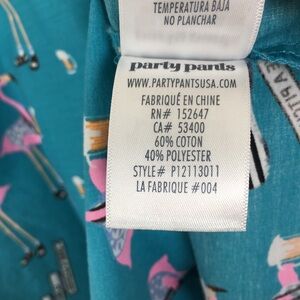 TEMPERATURA BAJA
NO PLANCHAR
party pants
WWW.PARTYPANTSUSA.COM
FABRIQUÉ EN CHINE
RN# 152647
CA# 53400
60% COTON
40% POLYESTER
STYLE# P12113011
LA FABRIQUE #004